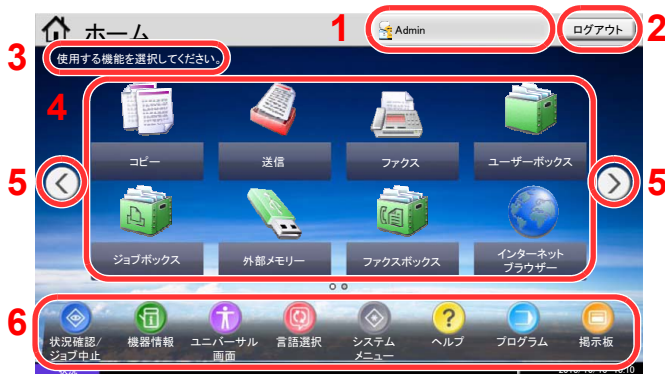 ホーム
1
Admin
ログアウト
2
3
使用する機能を選択してください。
4
コピー
送信
ファクス
ユーザーボックス
5
5
ジョブボックス
外部メモリー
ファクスボックス
インターネット
ブラウザー
6
状況確認/
ジョブ中止
機器情報
ユニバーサル
画面
言語選択
システム
メニュー
ヘルプ
プログラム
掲示板